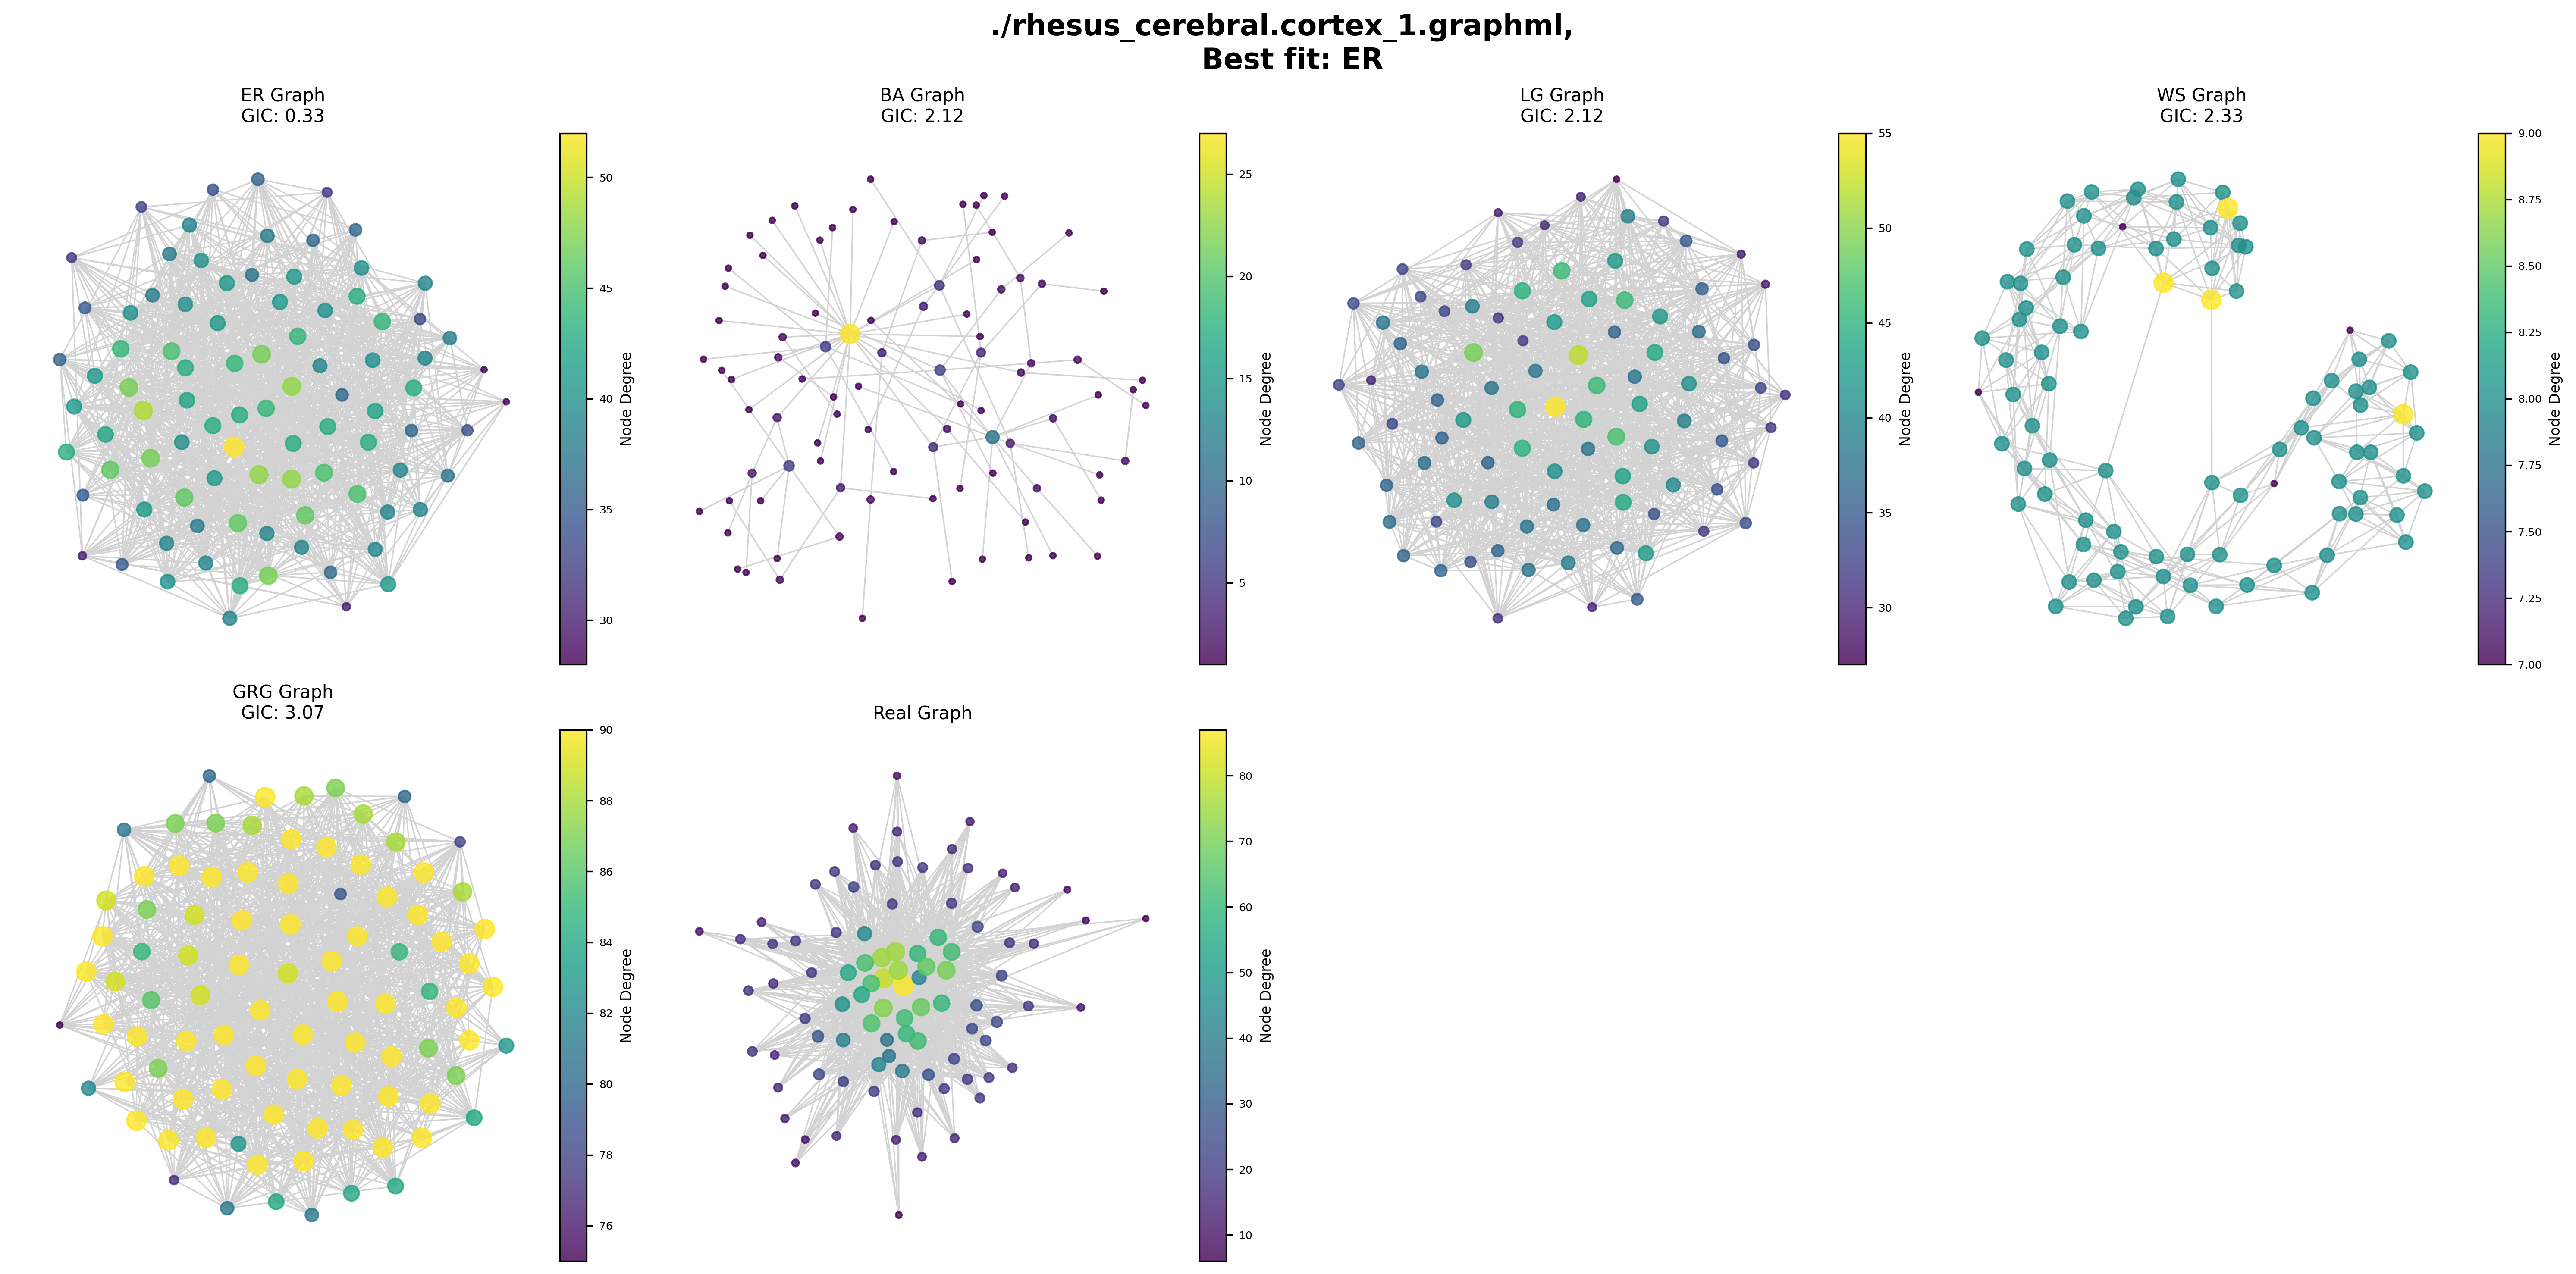 ./rhesus_cerebral.cortex_1.graphml,
Best fit: ER
ER Graph
GIC: 0.33
50
45
40
35
30
Node Degree
BA Graph
GIC: 2.12
25
20
15
10
5
Node Degree
LG Graph
GIC: 2.12
55
50
45
40
35
30
Node Degree
WS Graph
GIC: 2.33
9.00
8.75
8.50
8.25
8.00
7.75
7.50
7.25
7.00
Node Degree
GRG Graph
GIC: 3.07
90
88
86
84
82
80
78
76
Node Degree
Real Graph
80
70
60
50
40
30
20
10
Node Degree